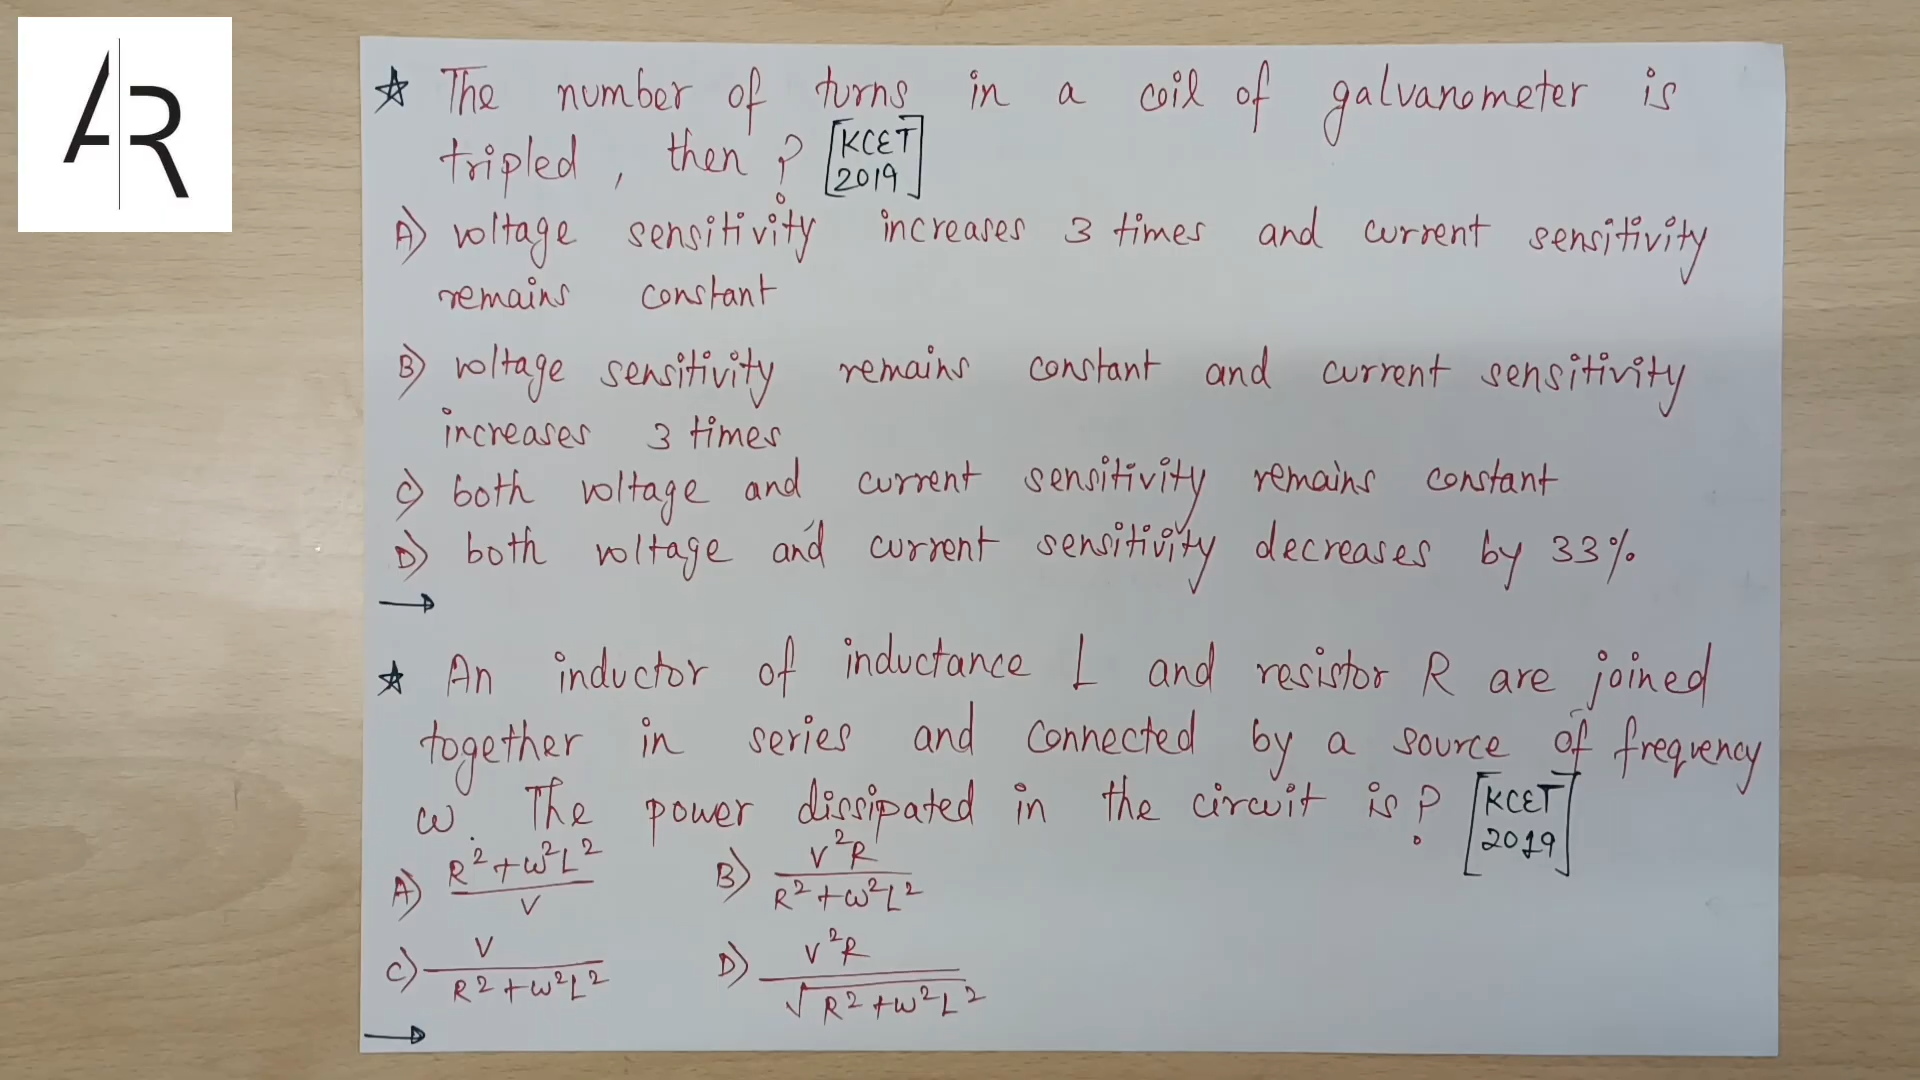 AR
☆ The number of turns in a coil of galvanometer is
tripled, then? [KCET 2019]
A) voltage sensitivity increases 3 times and current sensitivity
remains constant
B) voltage sensitivity remains constant and current sensitivity
increases 3 times
C) both voltage and current sensitivity remains constant
D) both voltage and current sensitivity decreases by 33%
→
☆ An inductor of inductance L and resistor R are joined
together in series and connected by a source of frequency
ω. The power dissipated in the circuit is? [KCET 2019]
A) (R²+ω²L²)/V B) V²R/(R²+ω²L²)
C) V/(R²+ω²L²) D) V²R/√(R²+ω²L²)
→